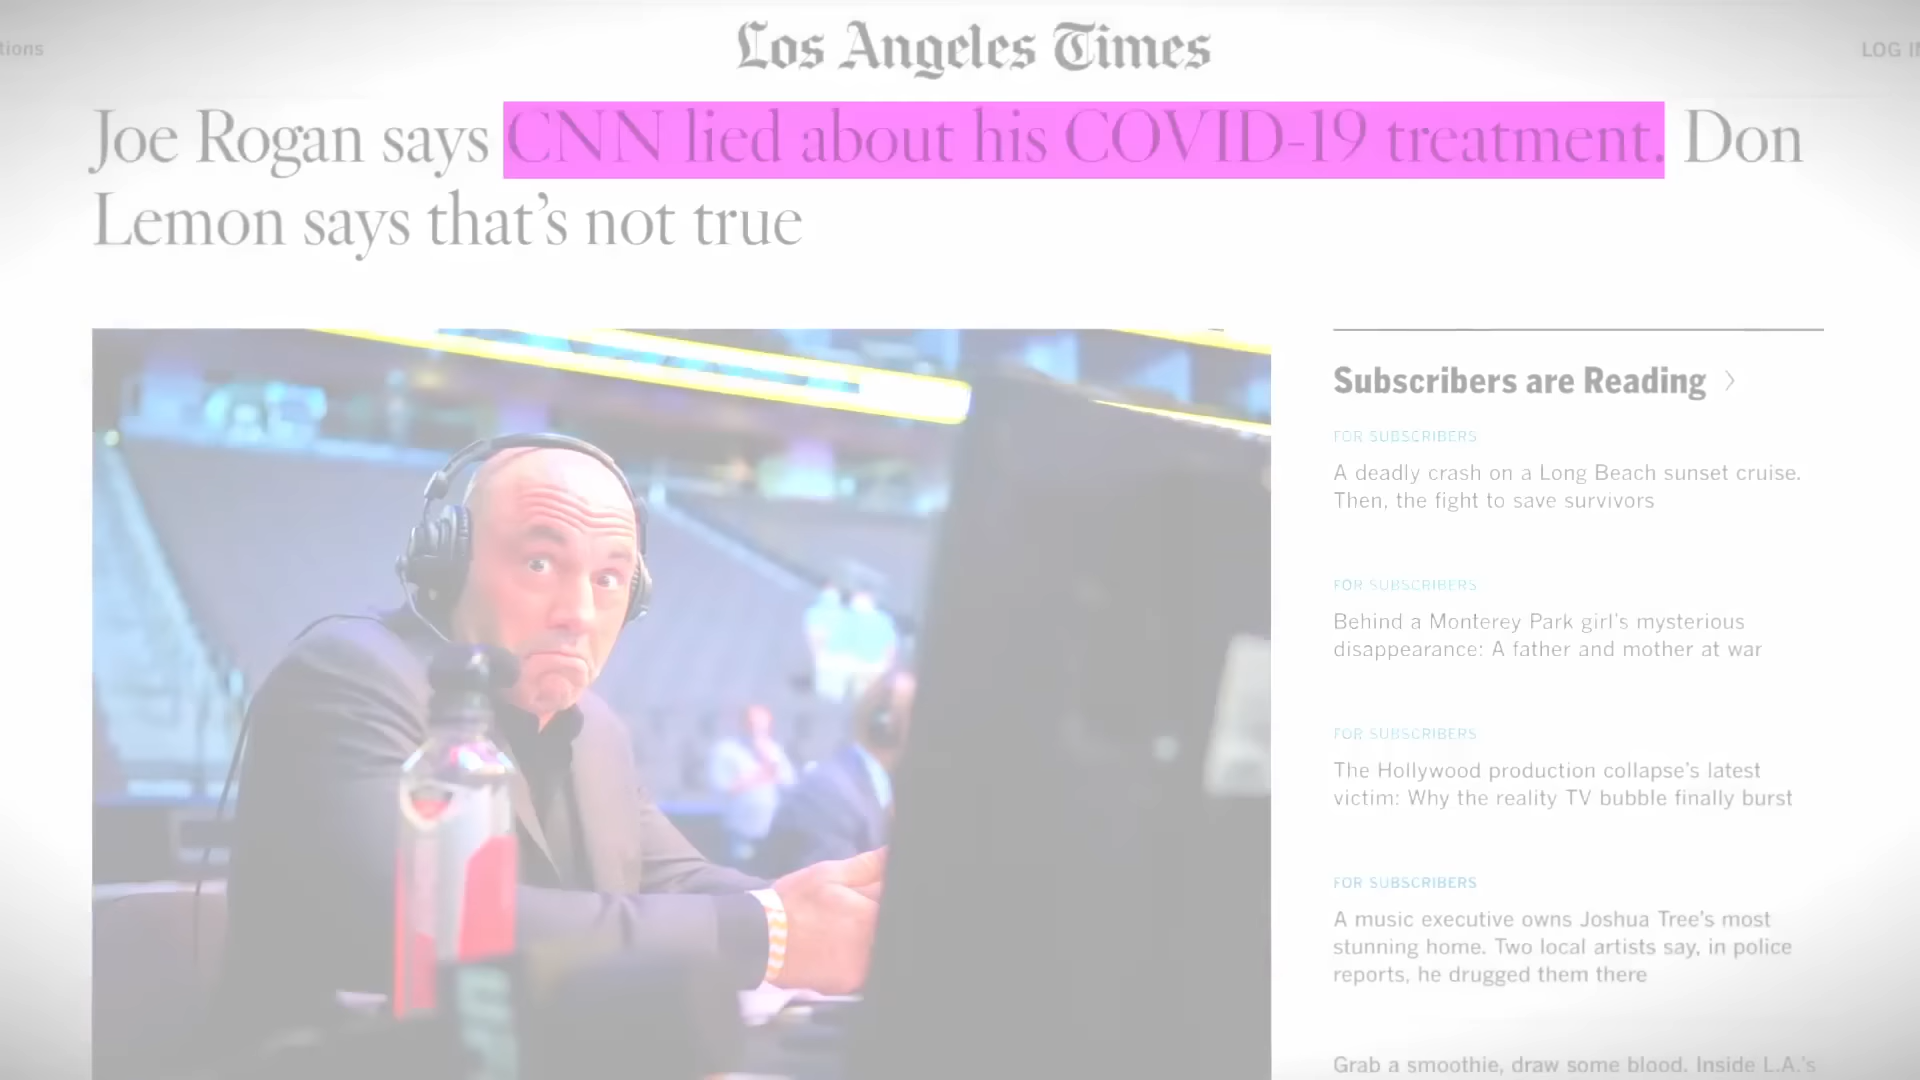 tions
Los Angeles Times
LOG IN
Joe Rogan says CNN lied about his COVID-19 treatment. Don
Lemon says that's not true
Subscribers are Reading
FOR SUBSCRIBERS
A deadly crash on a Long Beach sunset cruise.
Then, the fight to save survivors
FOR SUBSCRIBERS
Behind a Monterey Park girl's mysterious
disappearance: A father and mother at war
FOR SUBSCRIBERS
The Hollywood production collapse's latest
victim: Why the reality TV bubble finally burst
FOR SUBSCRIBERS
A music executive owns Joshua Tree's most
stunning home. Two local artists say, in police
reports, he drugged them there
Grab a smoothie, draw some blood. Inside L.A.'s